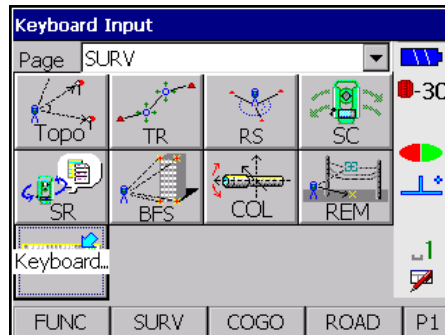 Keyboard Input
Page SURV
-30
Topo TR RS SC
SR BFS COL REM
Keyboard...
1
FUNC SURV COGO ROAD P1